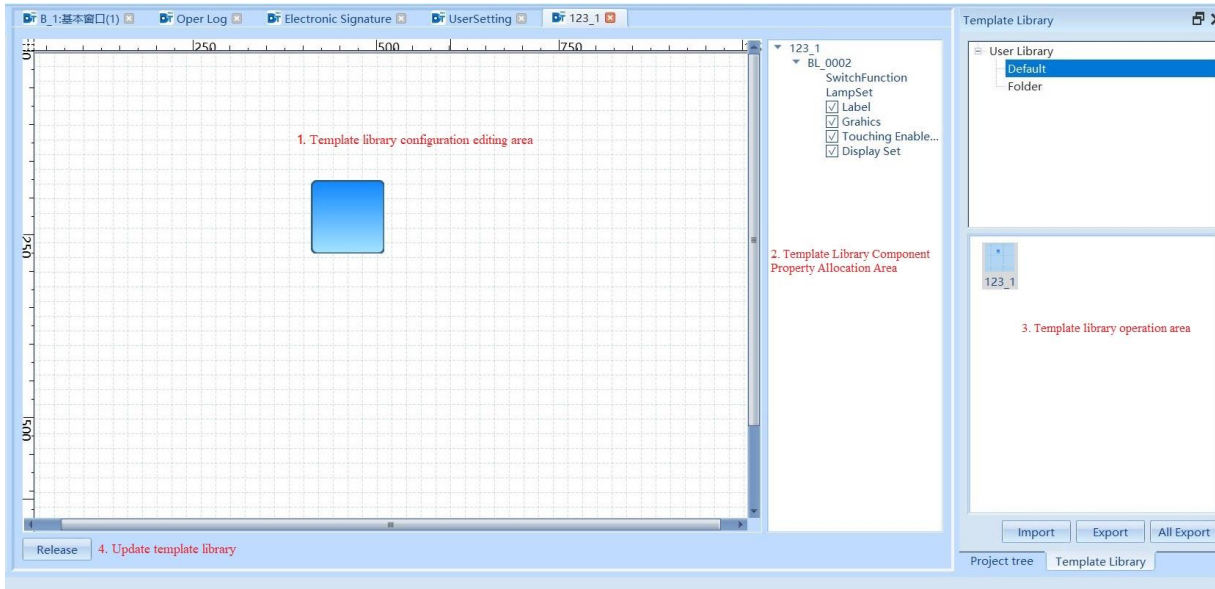 B_1:基本窗口(1)
Oper Log
Electronic Signature
UserSetting
123_1
250
500
750
250
500
1. Template library configuration editing area
123_1
BL_0002
SwitchFunction
LampSet
Label
Grahics
Touching Enable...
Display Set
2. Template Library Component
Property Allocation Area
Release
4. Update template library
Template Library
User Library
Default
Folder
123_1
3. Template library operation area
Import
Export
All Export
Project tree
Template Library